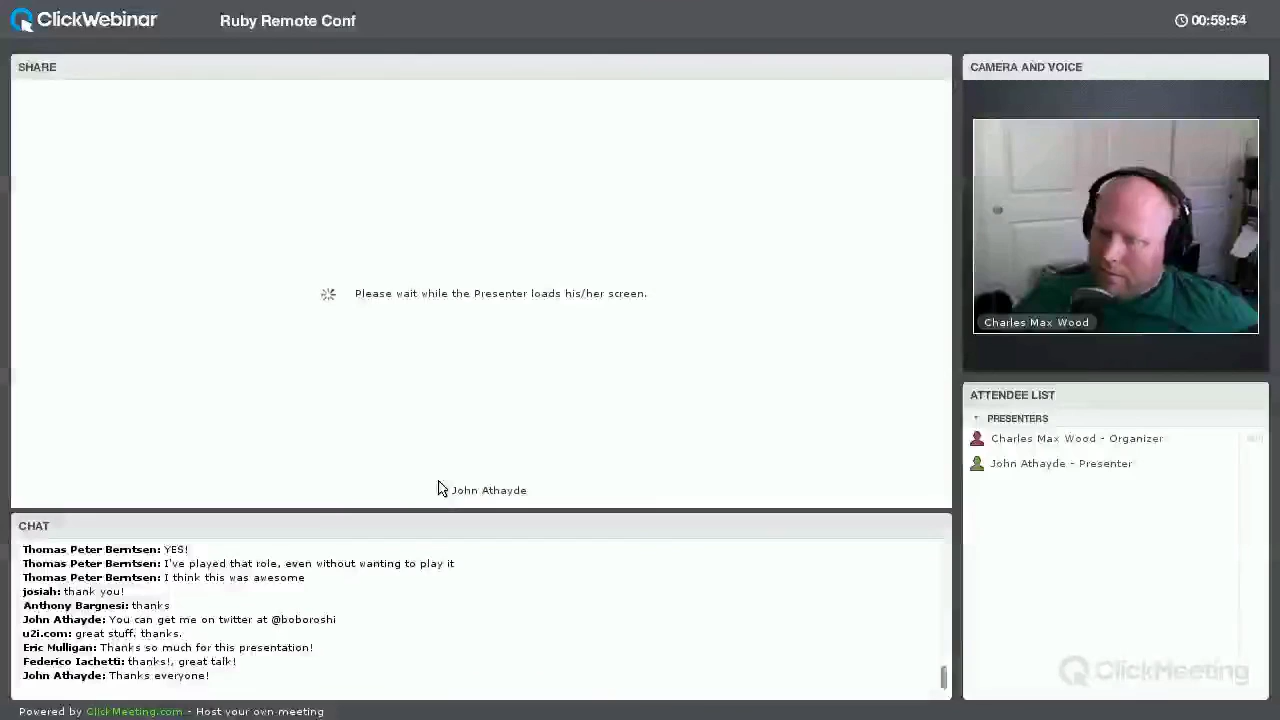 ClickWebinar
Ruby Remote Conf
00:59:54
SHARE
CAMERA AND VOICE
Please wait while the Presenter loads his/her screen.
Charles Max Wood
John Athayde
ATTENDEE LIST
PRESENTERS
Charles Max Wood - Organizer
John Athayde - Presenter
CHAT
Thomas Peter Berntsen: YES!
Thomas Peter Berntsen: I've played that role, even without wanting to play it
Thomas Peter Berntsen: I think this was awesome
josiah: thank you!
Anthony Bargnesi: thanks
John Athayde: You can get me on twitter at @boboroshi
u2i.com: great stuff. thanks.
Eric Mulligan: Thanks so much for this presentation!
Federico Iachetti: thanks!, great talk!
John Athayde: Thanks everyone!
ClickMeeting
Powered by ClickMeeting.com - Host your own meeting